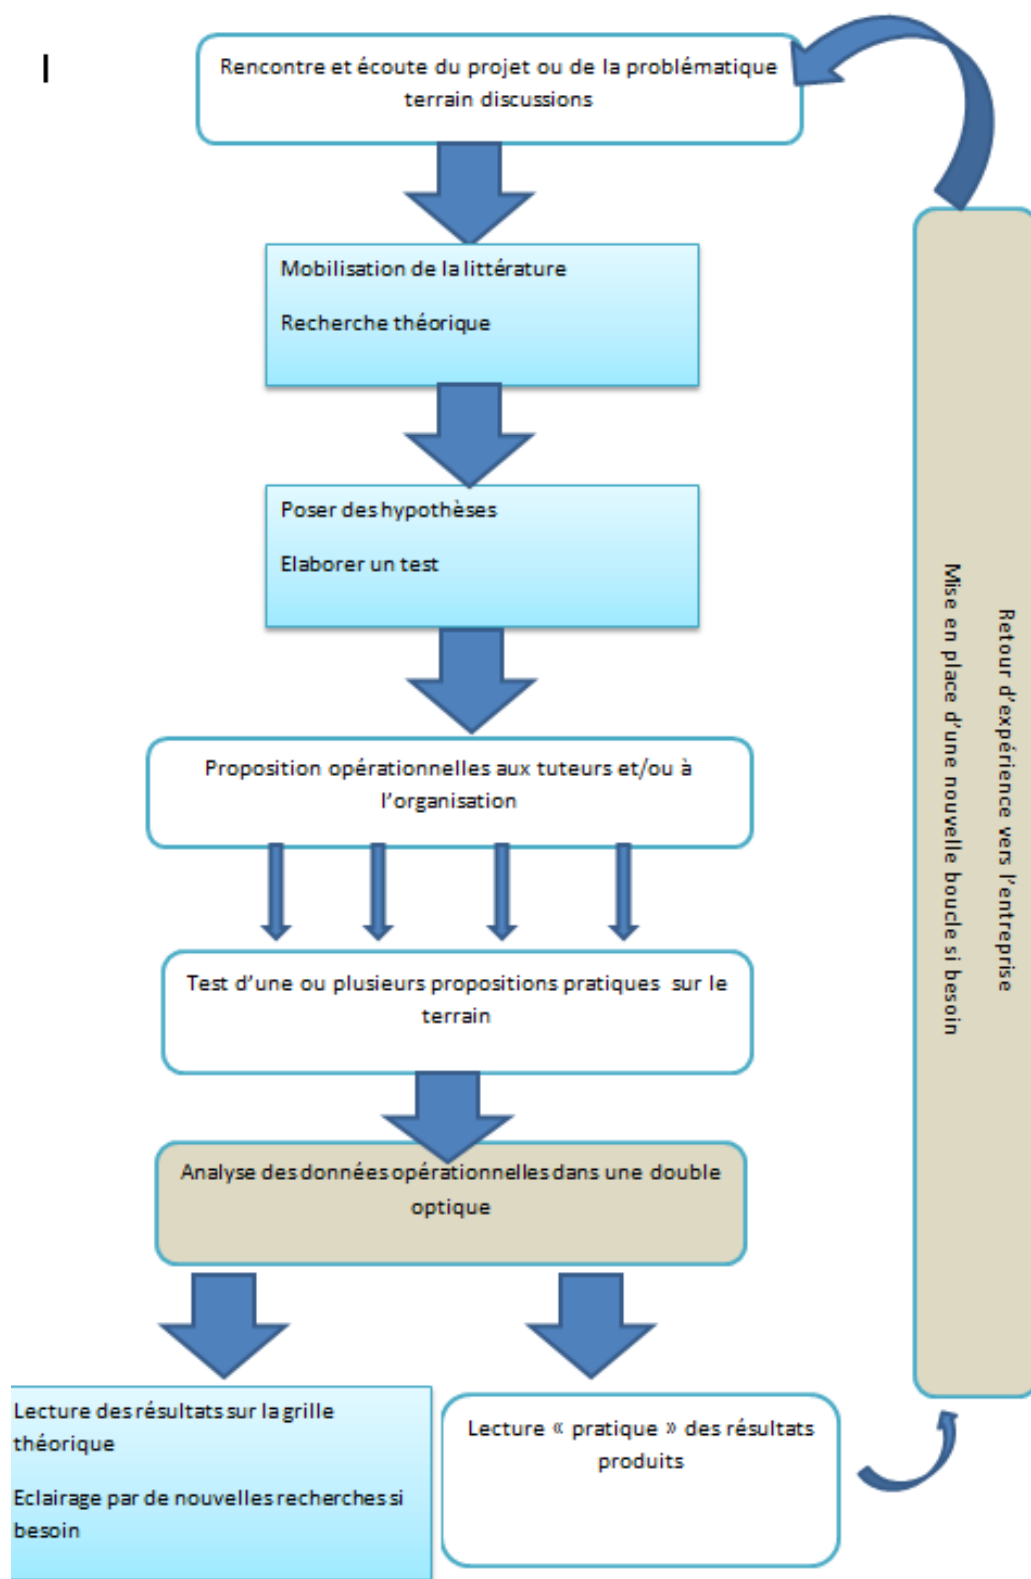 I
Rencontre et écoute du projet ou de la problématique
terrain discussions
Mobilisation de la littérature
Recherche théorique
Poser des hypothèses
Elaborer un test
Proposition opérationnelles aux tuteurs et/ou à
l'organisation
Test d'une ou plusieurs propositions pratiques sur le
terrain
Analyse des données opérationnelles dans une double
optique
Lecture des résultats sur la grille
théorique
Eclairage par de nouvelles recherches si
besoin
Lecture « pratique » des résultats
produits
Retour d'expérience vers l'entreprise
Mise en place d'une nouvelle boucle si besoin